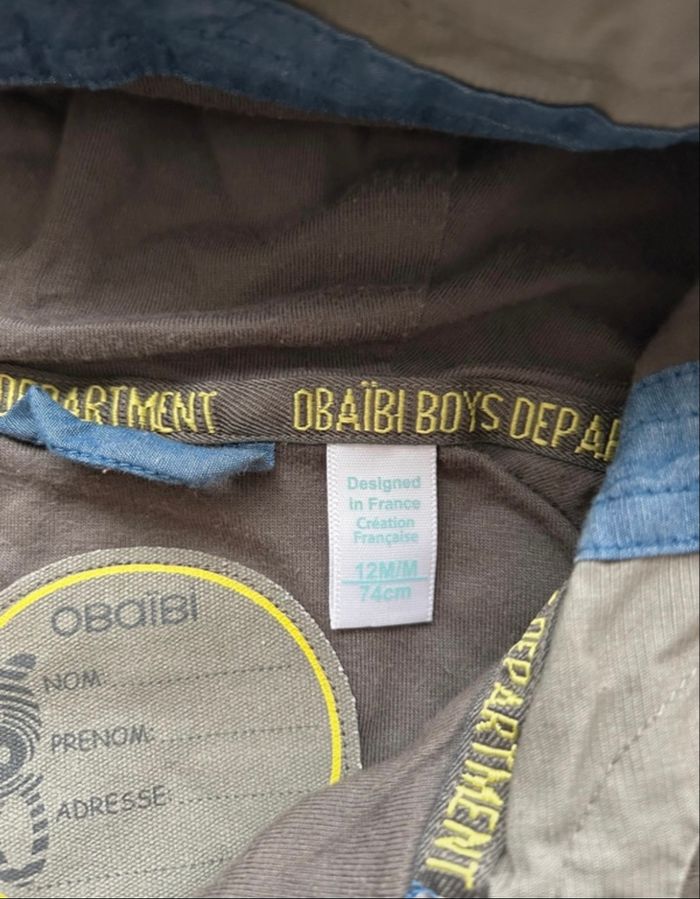 DEPARTMENT
OBAÏBI BOYS DEPAR
Designed
in France
Création
Française
12M/M
74cm
OBAÏBI
NOM:
PRENOM:
ADRESSE:
DEPARTMENT